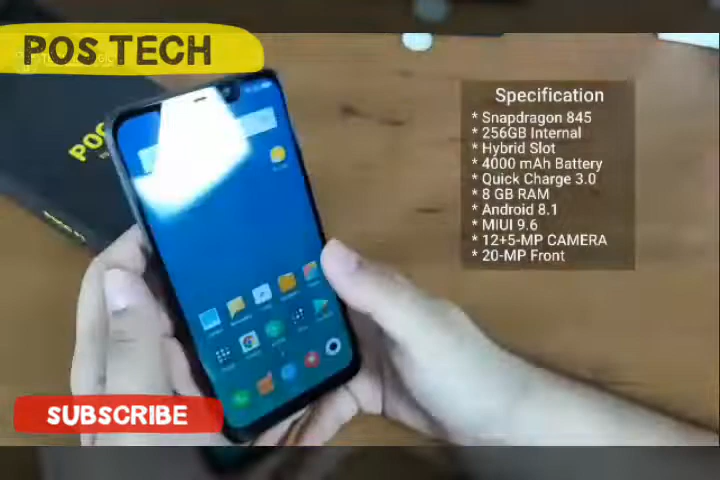 POS TECH
POC
Specification
* Snapdragon 845
* 256GB Internal
* Hybrid Slot
* 4000 mAh Battery
* Quick Charge 3.0
* 8 GB RAM
* Android 8.1
* MIUI 9.6
* 12+5-MP CAMERA
* 20-MP Front
SUBSCRIBE